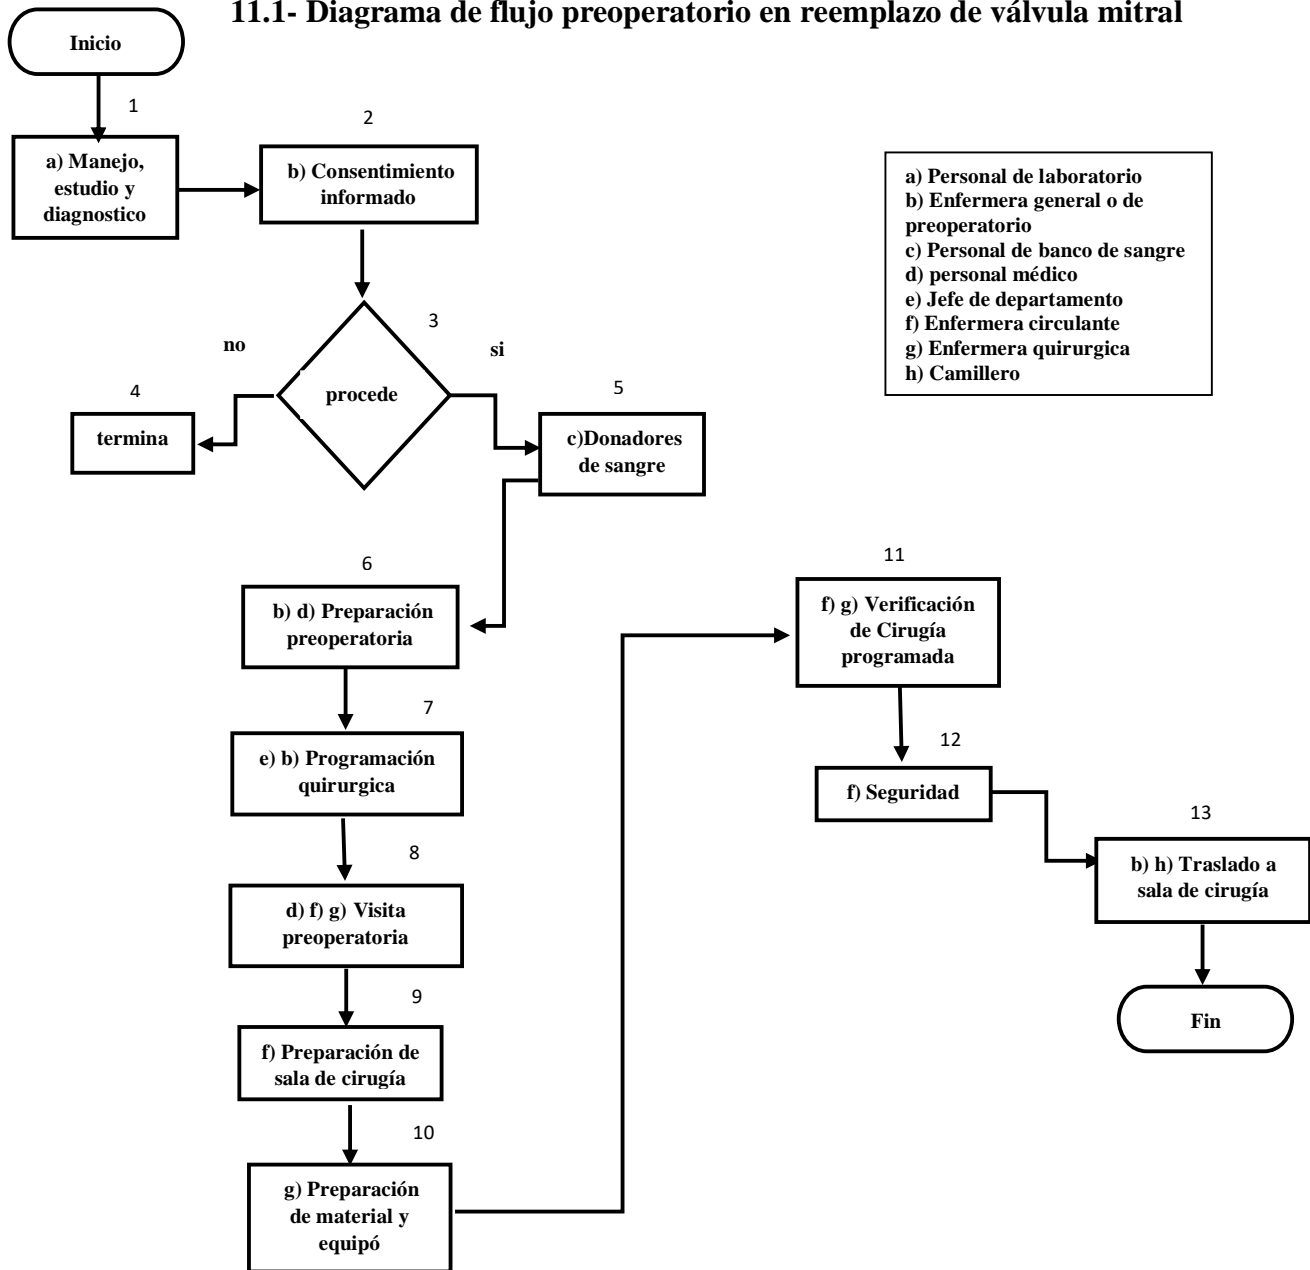 11.1- Diagrama de flujo preoperatorio en reemplazo de válvula mitral
Inicio
1
a) Manejo,
estudio y
diagnostico
2
b) Consentimiento
informado
a) Personal de laboratorio
b) Enfermera general o de
preoperatorio
c) Personal de banco de sangre
d) personal médico
e) Jefe de departamento
f) Enfermera circulante
g) Enfermera quirurgica
h) Camillero
3
procede
no
si
4
termina
5
c)Donadores
de sangre
6
b) d) Preparación
preoperatoria
7
e) b) Programación
quirurgica
8
d) f) g) Visita
preoperatoria
9
f) Preparación de
sala de cirugía
10
g) Preparación
de material y
equipó
11
f) g) Verificación
de Cirugía
programada
12
f) Seguridad
13
b) h) Traslado a
sala de cirugía
Fin